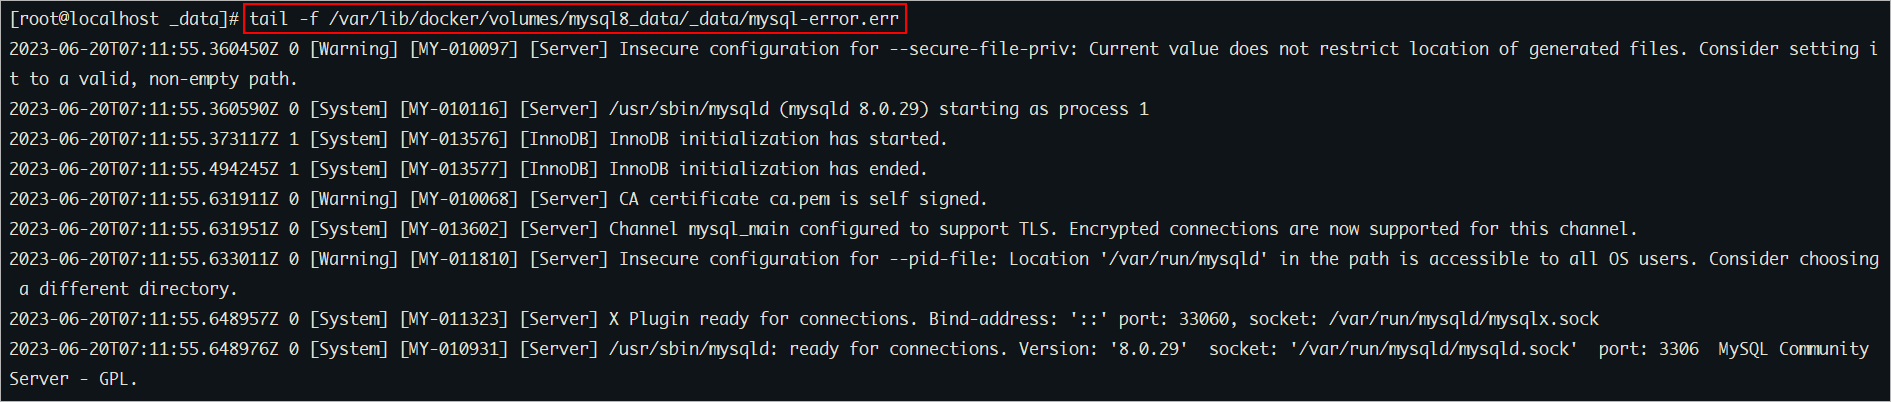 [root@localhost _data]# tail -f /var/lib/docker/volumes/mysql8_data/_data/mysql-error.err
2023-06-20T07:11:55.360450Z 0 [Warning] [MY-010097] [Server] Insecure configuration for --secure-file-priv: Current value does not restrict location of generated files. Consider setting i
t to a valid, non-empty path.
2023-06-20T07:11:55.360590Z 0 [System] [MY-010116] [Server] /usr/sbin/mysqld (mysqld 8.0.29) starting as process 1
2023-06-20T07:11:55.373117Z 1 [System] [MY-013576] [InnoDB] InnoDB initialization has started.
2023-06-20T07:11:55.494245Z 1 [System] [MY-013577] [InnoDB] InnoDB initialization has ended.
2023-06-20T07:11:55.631911Z 0 [Warning] [MY-010068] [Server] CA certificate ca.pem is self signed.
2023-06-20T07:11:55.631951Z 0 [System] [MY-013602] [Server] Channel mysql_main configured to support TLS. Encrypted connections are now supported for this channel.
2023-06-20T07:11:55.633011Z 0 [Warning] [MY-011810] [Server] Insecure configuration for --pid-file: Location '/var/run/mysqld' in the path is accessible to all OS users. Consider choosing
 a different directory.
2023-06-20T07:11:55.648957Z 0 [System] [MY-011323] [Server] X Plugin ready for connections. Bind-address: '::' port: 33060, socket: /var/run/mysqld/mysqlx.sock
2023-06-20T07:11:55.648976Z 0 [System] [MY-010931] [Server] /usr/sbin/mysqld: ready for connections. Version: '8.0.29'  socket: '/var/run/mysqld/mysqld.sock'  port: 3306  MySQL Community
Server - GPL.